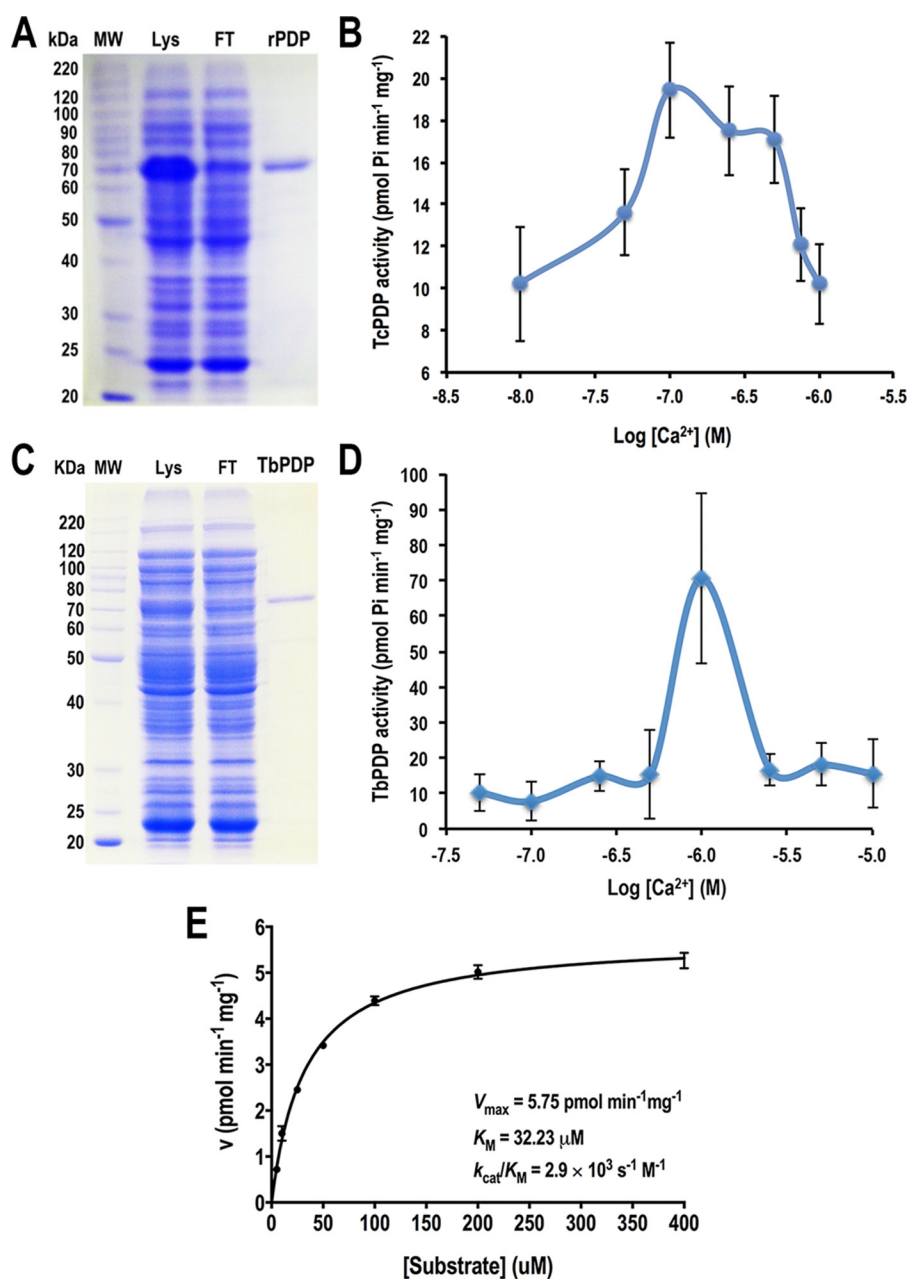 A
kDa MW Lys FT rPDP
220
120
90
80
70
60
50
40
30
25
20
B
TcPDP activity (pmol Pi min⁻¹ mg⁻¹)
22
20
18
16
14
12
10
8
6
-8.5 -8.0 -7.5 -7.0 -6.5 -6.0 -5.5
Log [Ca²⁺] (M)
C
KDa MW Lys FT TbPDP
220
120
100
80
70
60
50
40
30
25
20
D
TbPDP activity (pmol Pi min⁻¹ mg⁻¹)
100
90
80
70
60
50
40
30
20
10
0
-7.5 -7.0 -6.5 -6.0 -5.5 -5.0
Log [Ca²⁺] (M)
E
v (pmol min⁻¹ mg⁻¹)
6
5
4
3
2
1
0
Vmax = 5.75 pmol min⁻¹mg⁻¹
KM = 32.23 μM
kcat/KM = 2.9 × 10³ s⁻¹ M⁻¹
0 50 100 150 200 250 300 350 400
[Substrate] (uM)